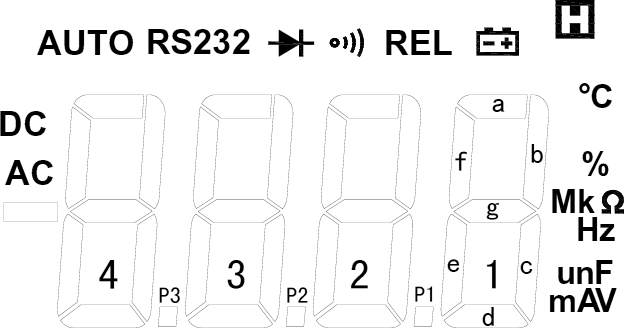 H
AUTO RS232 REL
DC
AC
a
b
f
g
e
c
d
4 3 2 1
P3 P2 P1
°C
%
MkΩ
Hz
unF
mAV